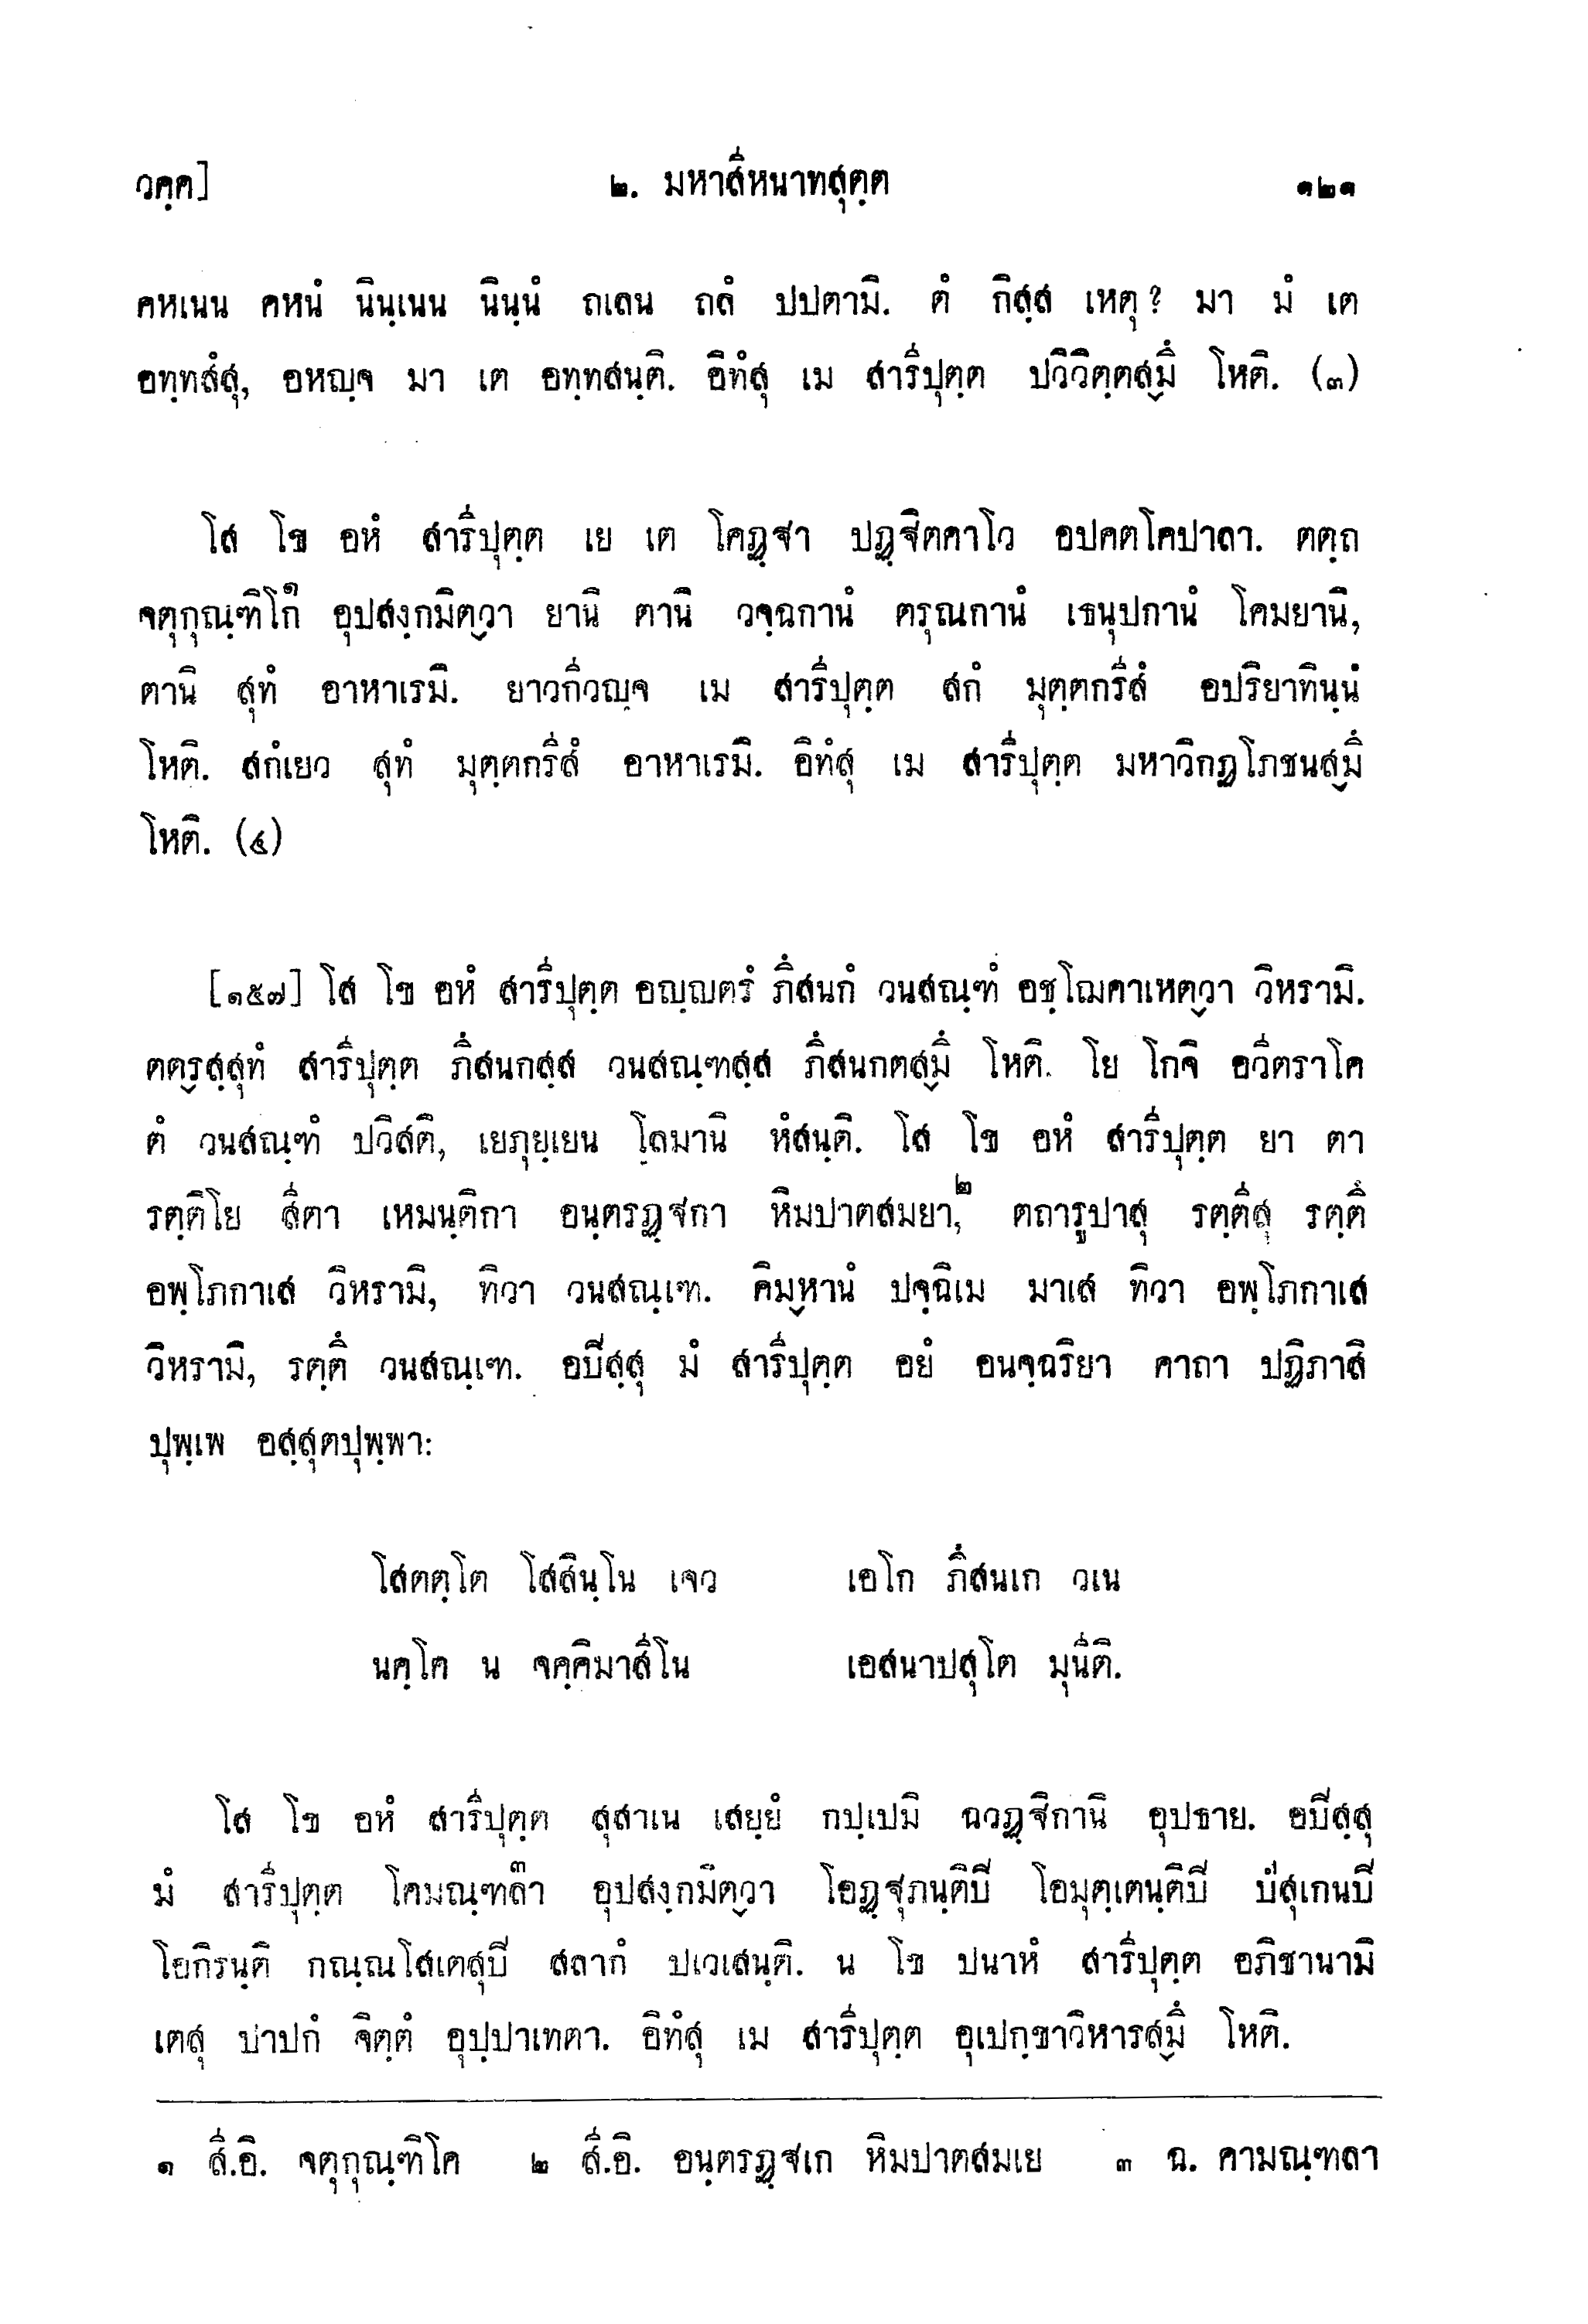 วคฺค]	๒. มหาสีหนาทสุตฺต	๑๒๑
คหเนน คหนํ นินฺเนน นินฺนํ ถเลน ถลํ ปปตามิ. ตํ กิสฺส เหตุ? มา มํ เต
อทฺทสํสุ, อหญฺจ มา เต อทฺทสนฺติ. อิทํสุ เม สารีปุตฺต ปวิวิตฺตสฺมึ โหติ. (๓)
โส โข อหํ สารีปุตฺต เย เต โคฏฺฐา ปฏฺฐิตคาโว อปคตโคปาลา. ตตฺถ
จตุกุณฺฑิโก๑ อุปสงฺกมิตฺวา ยานิ ตานิ วจฺฉกานํ ตรุณกานํ เธนุปกานํ โคมยานิ,
ตานิ สุทํ อาหาเรมิ. ยาวกีวญฺจ เม สารีปุตฺต สกํ มุตฺตกรีสํ อปริยาทินฺนํ
โหติ. สกํเยว สุทํ มุตฺตกรีสํ อาหาเรมิ. อิทํสุ เม สารีปุตฺต มหาวิกฏโภชนสฺมึ
โหติ. (๔)
[๑๕๗] โส โข อหํ สารีปุตฺต อญฺญตรํ ภึสนกํ วนสณฺฑํ อชฺโฌคาเหตฺวา วิหรามิ.
ตตฺรสฺสุทํ สารีปุตฺต ภึสนกสฺส วนสณฺฑสฺส ภึสนกตสฺมึ โหติ. โย โกจิ อวีตราโค
ตํ วนสณฺฑํ ปวิสติ, เยภุยฺเยน โลมานิ หํสนฺติ. โส โข อหํ สารีปุตฺต ยา ตา
รตฺติโย สีตา เหมนฺติกา อนฺตรฏฺฐกา หิมปาตสมยา,๒ ตถารูปาสุ รตฺตีสุ รตฺตึ
อพฺโภกาเส วิหรามิ, ทิวา วนสณฺเฑ. คิมฺหานํ ปจฺฉิเม มาเส ทิวา อพฺโภกาเส
วิหรามิ, รตฺตึ วนสณฺเฑ. อปิสฺสุ มํ สารีปุตฺต อยํ อนจฺฉริยา คาถา ปฏิภาสิ
ปุพฺเพ อสฺสุตปุพฺพา:
โสตตฺโต โสสินฺโน เจว	เอโก ภึสนเก วเน
นคฺโค น จคฺคิมาสีโน	เอสนาปสุโต มุนีติ.
โส โข อหํ สารีปุตฺต สุสาเน เสยฺยํ กปฺเปมิ ฉวฏฺฐิกานิ อุปธาย. อปิสฺสุ
มํ สารีปุตฺต โคมณฺฑลา๓ อุปสงฺกมิตฺวา โอฏฺฐุภนฺติปิ โอมุตฺเตนฺติปิ ปํสุเกนปิ
โอกิรนฺติ กณฺณโสเตสุปิ สลากํ ปเวเสนฺติ. น โข ปนาหํ สารีปุตฺต อภิชานามิ
เตสุ ปาปกํ จิตฺตํ อุปฺปาเทตา. อิทํสุ เม สารีปุตฺต อุเปกฺขาวิหารสฺมึ โหติ.
๑ สี.อิ. จตุกุณฺฑิโค ๒ สี.อิ. อนฺตรฏฺฐเก หิมปาตสมเย ๓ ฉ. คามณฺฑลา